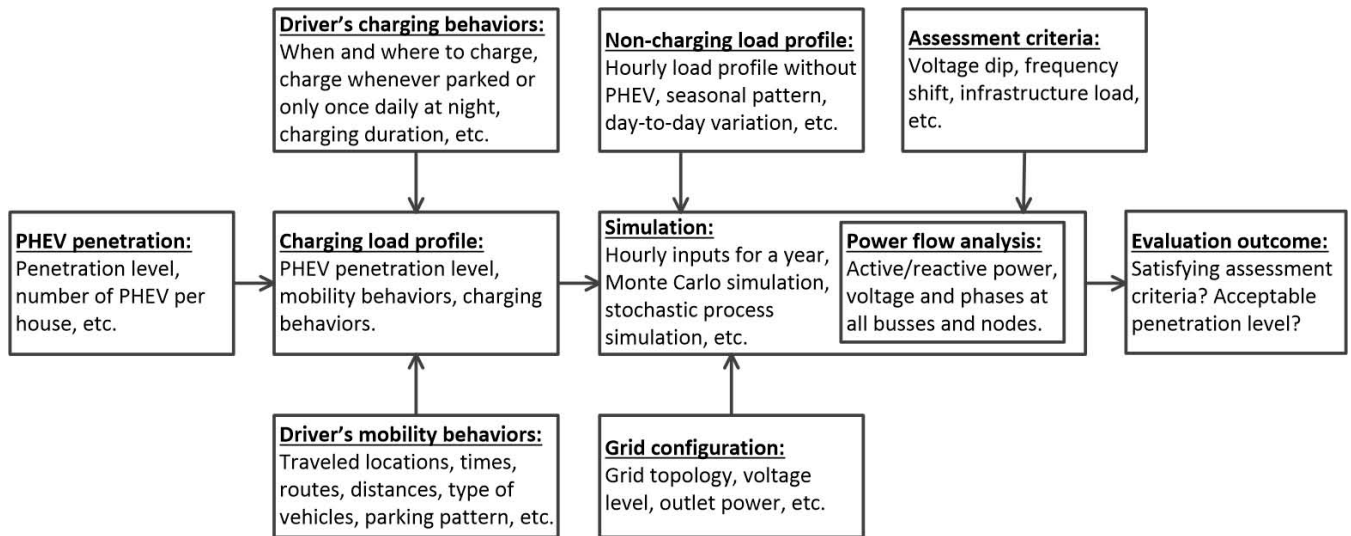 Driver's charging behaviors:
When and where to charge,
charge whenever parked or
only once daily at night,
charging duration, etc.
Non-charging load profile:
Hourly load profile without
PHEV, seasonal pattern,
day-to-day variation, etc.
Assessment criteria:
Voltage dip, frequency
shift, infrastructure load,
etc.
PHEV penetration:
Penetration level,
number of PHEV per
house, etc.
Charging load profile:
PHEV penetration level,
mobility behaviors, charging
behaviors.
Simulation:
Hourly inputs for a year,
Monte Carlo simulation,
stochastic process
simulation, etc.
Power flow analysis:
Active/reactive power,
voltage and phases at
all busses and nodes.
Evaluation outcome:
Satisfying assessment
criteria? Acceptable
penetration level?
Driver's mobility behaviors:
Traveled locations, times,
routes, distances, type of
vehicles, parking pattern, etc.
Grid configuration:
Grid topology, voltage
level, outlet power, etc.